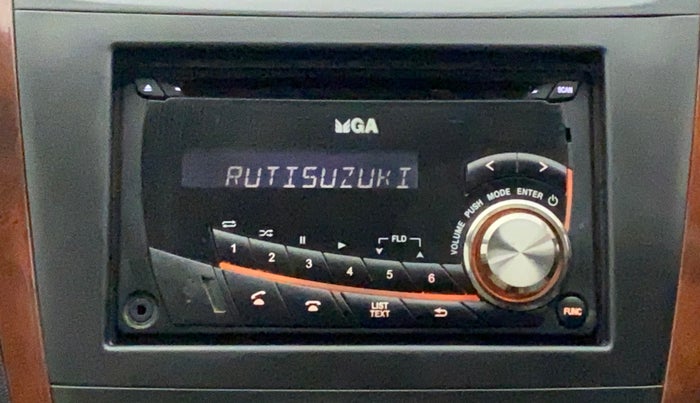 SCAN
MGA
RUTISUZUKI
VOLUME PUSH MODE ENTER
1 2 3 4 5 6
FLD
LIST
TEXT
FUNC